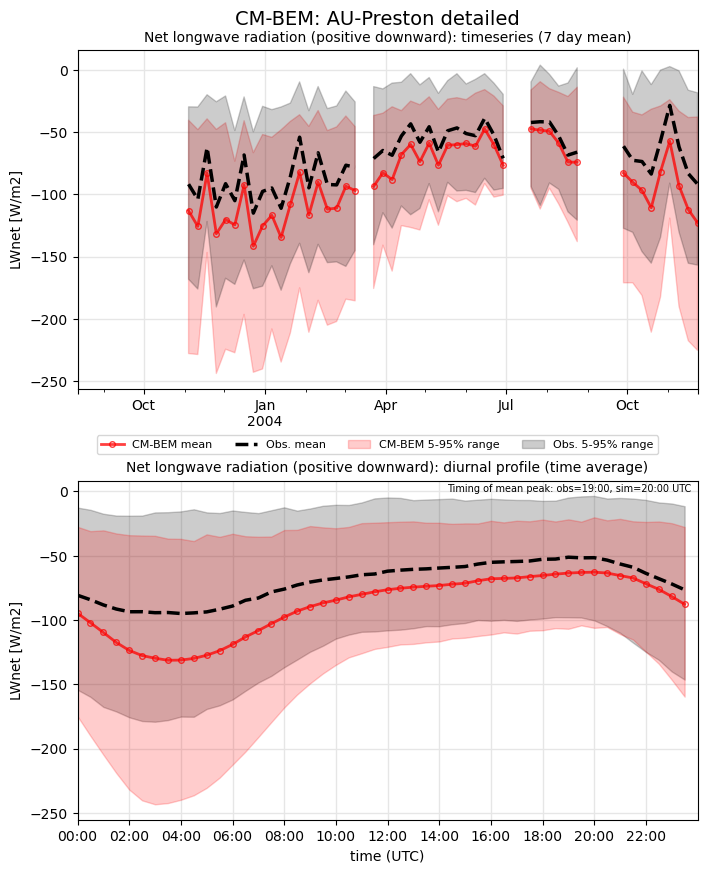 CM-BEM: AU-Preston detailed
Net longwave radiation (positive downward): timeseries (7 day mean)
LWnet [W/m2]
0
−50
−100
−150
−200
−250
Oct
Jan
2004
Apr
Jul
Oct
CM-BEM mean
Obs. mean
CM-BEM 5-95% range
Obs. 5-95% range
Net longwave radiation (positive downward): diurnal profile (time average)
Timing of mean peak: obs=19:00, sim=20:00 UTC
LWnet [W/m2]
0
−50
−100
−150
−200
−250
00:00
02:00
04:00
06:00
08:00
10:00
12:00
14:00
16:00
18:00
20:00
22:00
time (UTC)